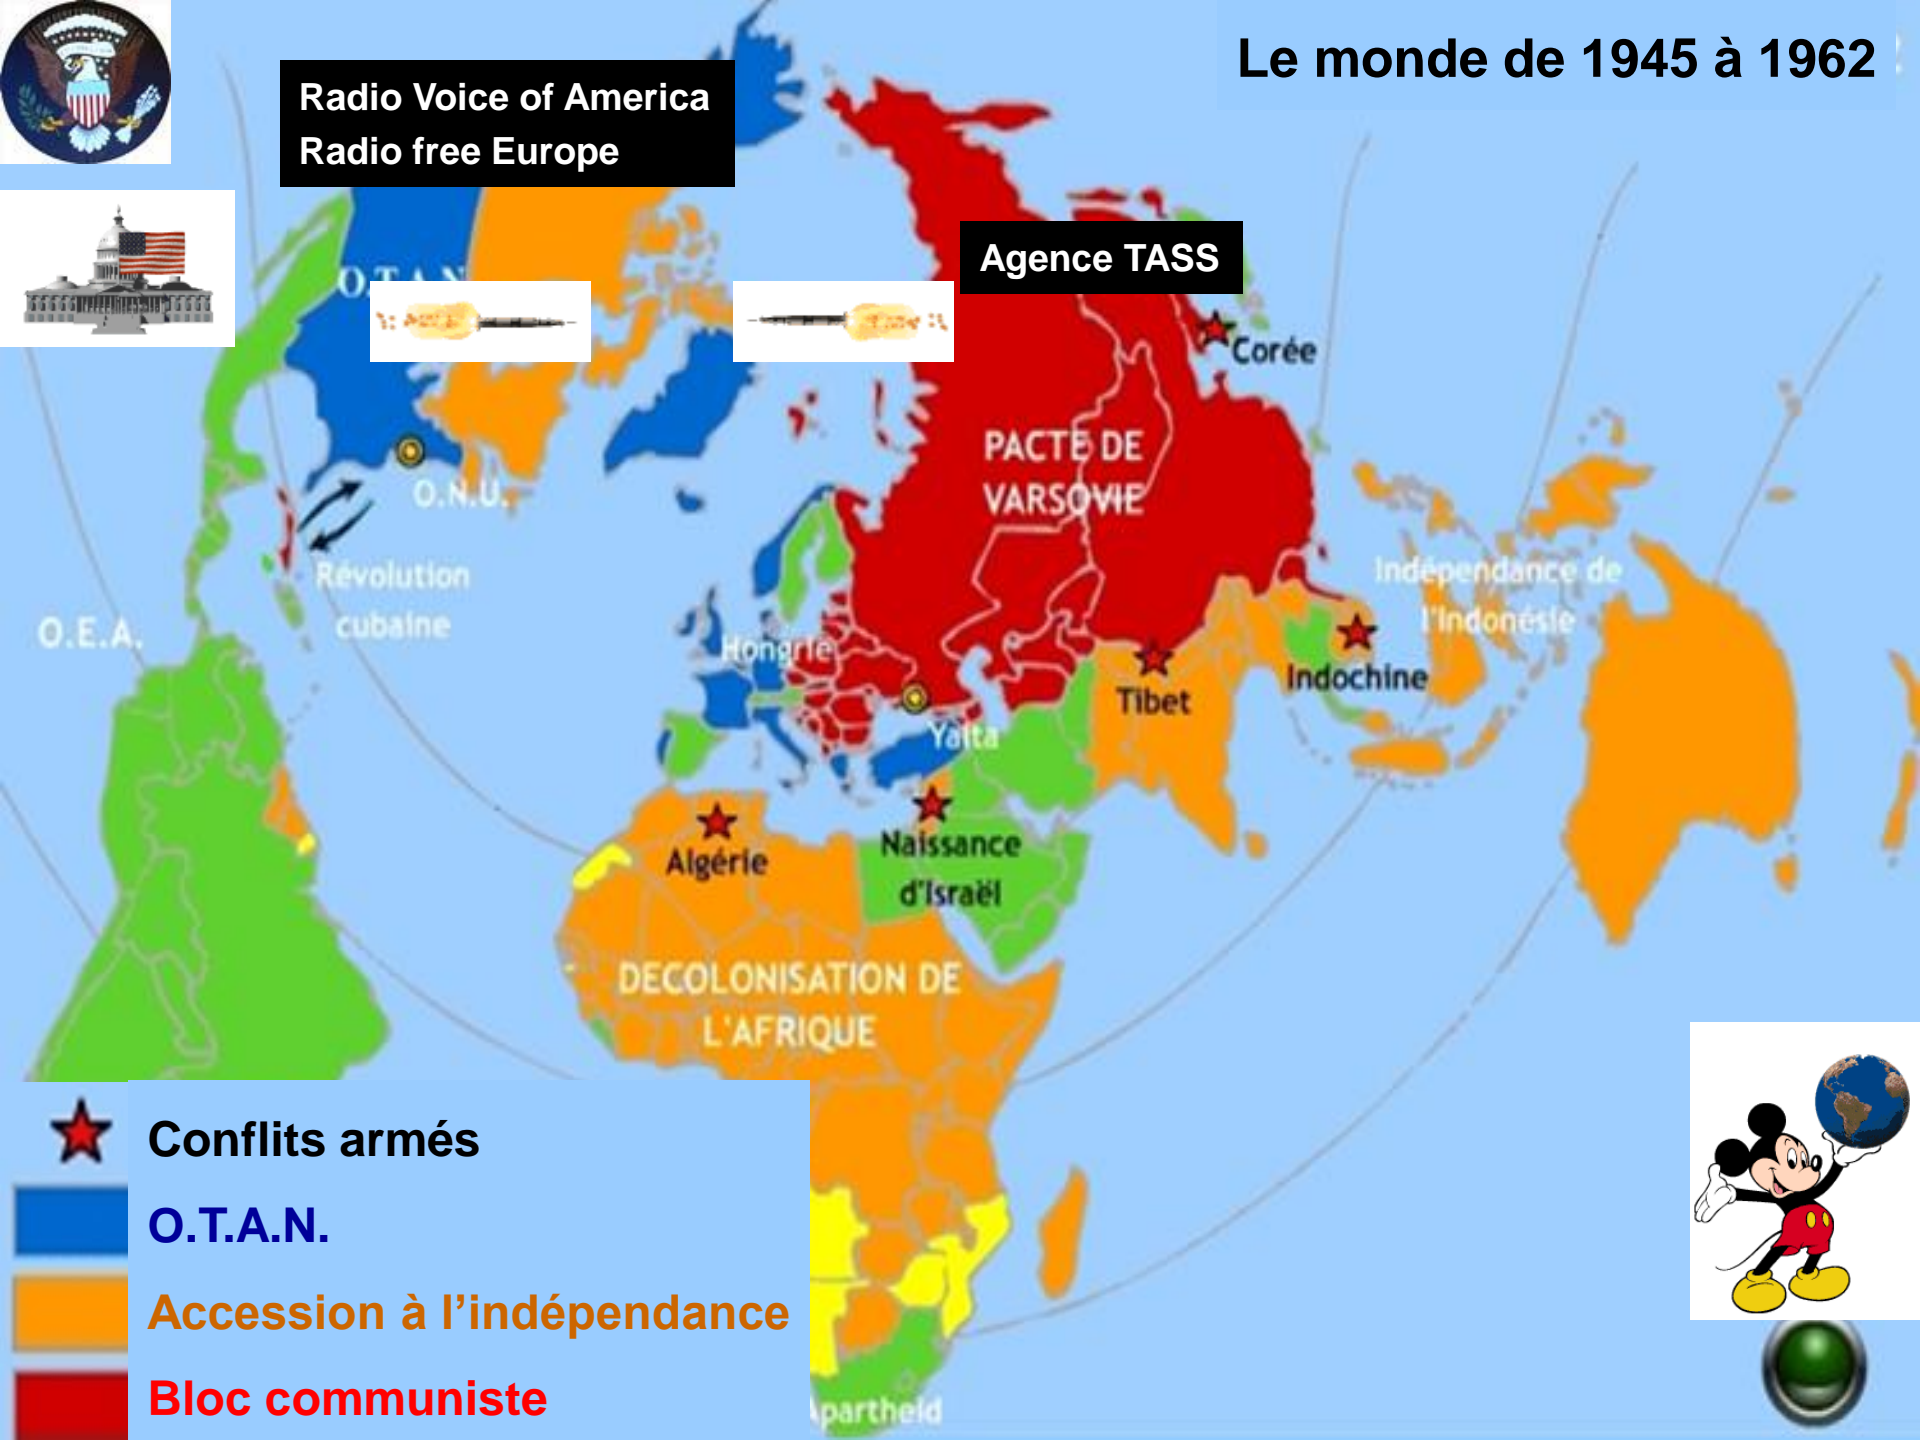 Le monde de 1945 à 1962
Radio Voice of America
Radio free Europe
Agence TASS
O.T.A.N
Corée
PACTE DE
VARSOVIE
O.N.U.
Révolution
cubaine
O.E.A.
Hongrie
Indépendance de
l'Indonésie
Indochine
Tibet
Yalta
Naissance
d'Israël
Algérie
DECOLONISATION DE
L'AFRIQUE
Conflits armés
O.T.A.N.
Accession à l’indépendance
Bloc communiste
partheid